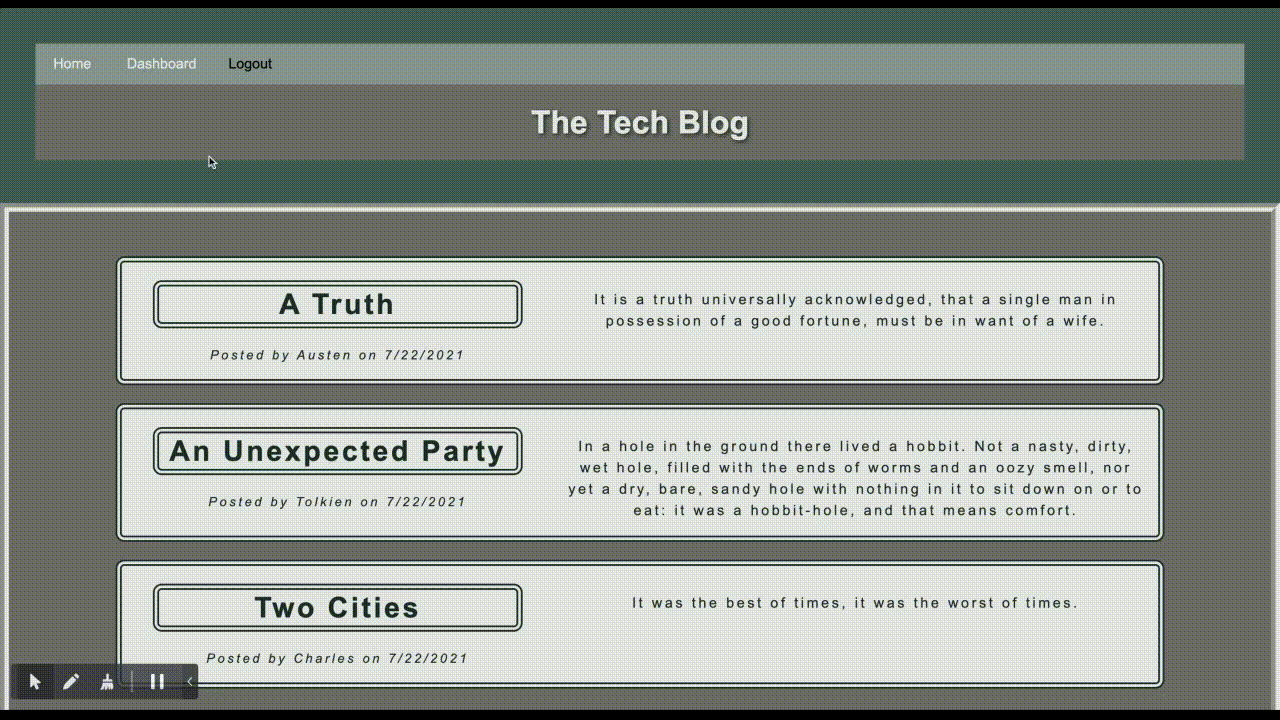 Home Dashboard Logout
The Tech Blog
A Truth
Posted by Austen on 7/22/2021
It is a truth universally acknowledged, that a single man in
possession of a good fortune, must be in want of a wife.
An Unexpected Party
Posted by Tolkien on 7/22/2021
In a hole in the ground there lived a hobbit. Not a nasty, dirty,
wet hole, filled with the ends of worms and an oozy smell, nor
yet a dry, bare, sandy hole with nothing in it to sit down on or to
eat: it was a hobbit-hole, and that means comfort.
Two Cities
Posted by Charles on 7/22/2021
It was the best of times, it was the worst of times.